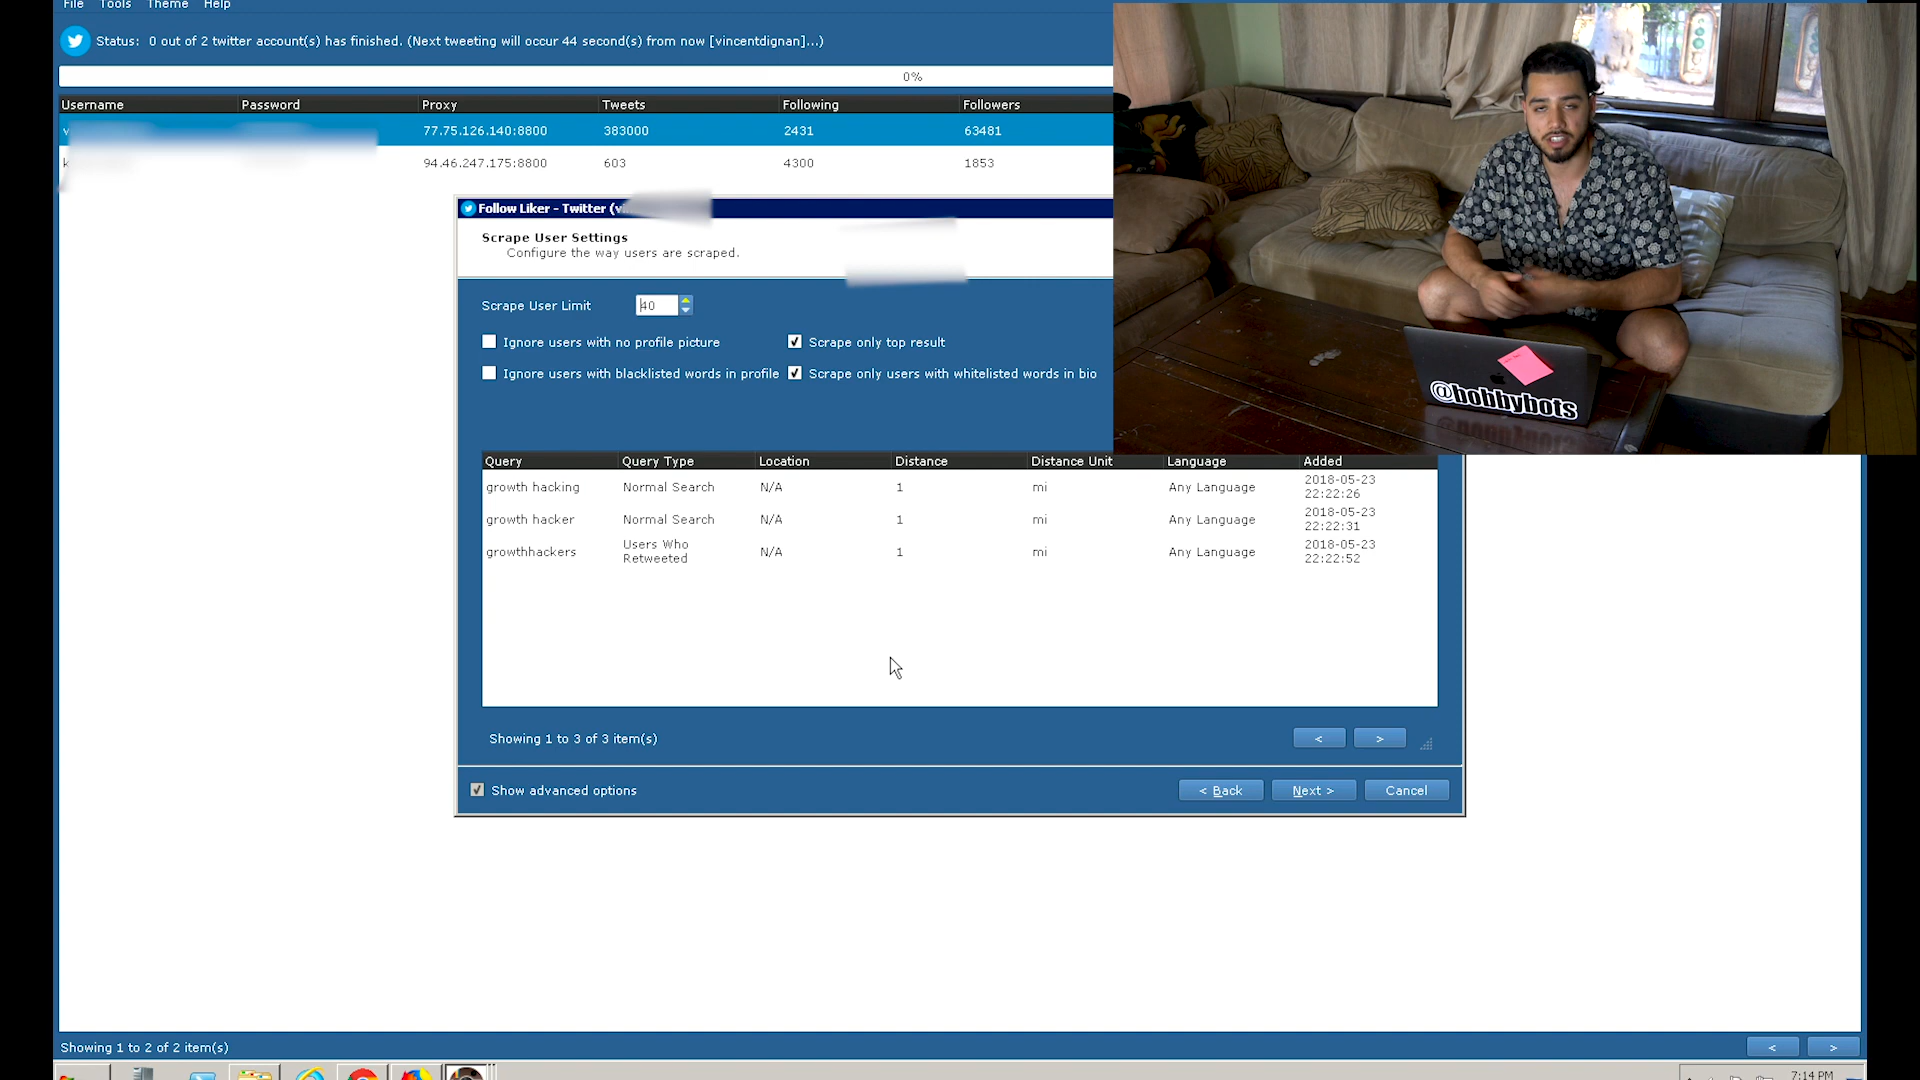 File Tools Theme Help
Status: 0 out of 2 twitter account(s) has finished. (Next tweeting will occur 44 second(s) from now [vincentdignan]...)
0%
Username Password Proxy Tweets Following Followers
v 77.75.126.140:8800 383000 2431 63481
k 94.46.247.175:8800 603 4300 1853
Follow Liker - Twitter (v
Scrape User Settings
Configure the way users are scraped.
Scrape User Limit 40
Ignore users with no profile picture Scrape only top result
Ignore users with blacklisted words in profile Scrape only users with whitelisted words in bio
@bobbybots
Query Query Type Location Distance Distance Unit Language Added
growth hacking Normal Search N/A 1 mi Any Language 2018-05-23 22:22:26
growth hacker Normal Search N/A 1 mi Any Language 2018-05-23 22:22:31
growthhackers Users Who Retweeted N/A 1 mi Any Language 2018-05-23 22:22:52
Showing 1 to 3 of 3 item(s) < >
Show advanced options < Back Next > Cancel
Showing 1 to 2 of 2 item(s) < >
7:14 PM